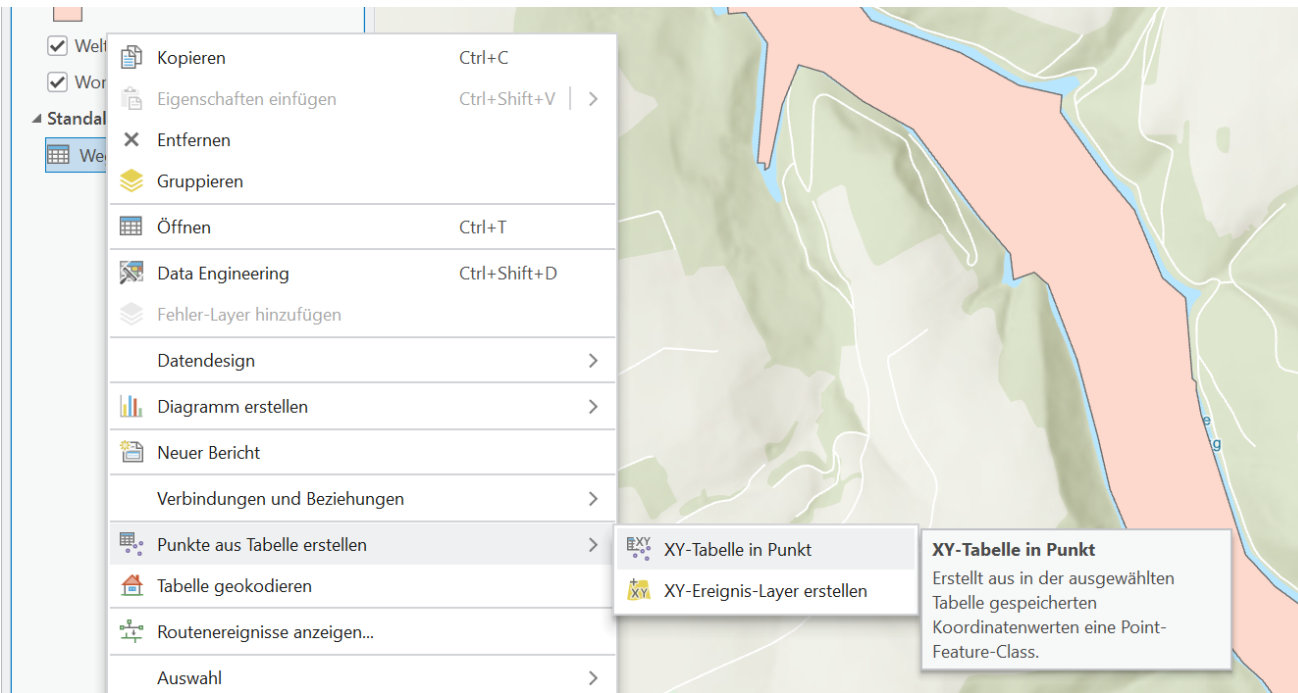 Welt
Wor
Standal
We
Kopieren Ctrl+C
Eigenschaften einfügen Ctrl+Shift+V
Entfernen
Gruppieren
Öffnen Ctrl+T
Data Engineering Ctrl+Shift+D
Fehler-Layer hinzufügen
Datendesign
Diagramm erstellen
Neuer Bericht
Verbindungen und Beziehungen
Punkte aus Tabelle erstellen
Tabelle geokodieren
Routenereignisse anzeigen...
Auswahl
XY-Tabelle in Punkt
XY-Ereignis-Layer erstellen
XY-Tabelle in Punkt
Erstellt aus in der ausgewählten
Tabelle gespeicherten
Koordinatenwerten eine Point-
Feature-Class.
e
g